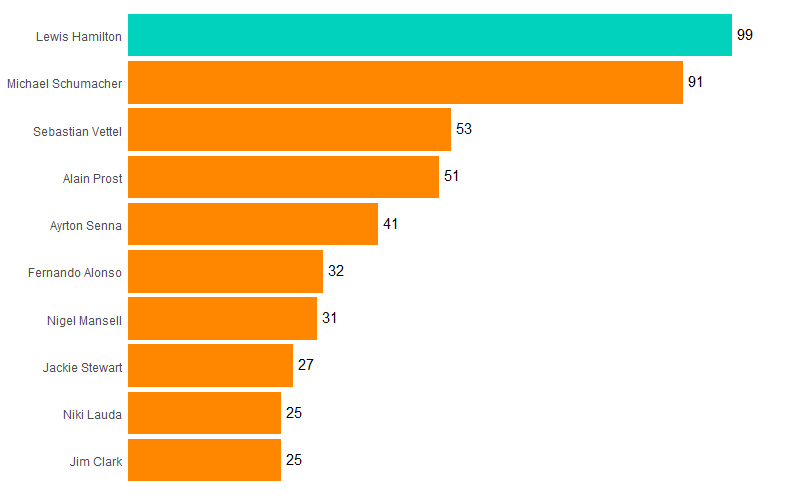 Lewis Hamilton 99
Michael Schumacher 91
Sebastian Vettel 53
Alain Prost 51
Ayrton Senna 41
Fernando Alonso 32
Nigel Mansell 31
Jackie Stewart 27
Niki Lauda 25
Jim Clark 25